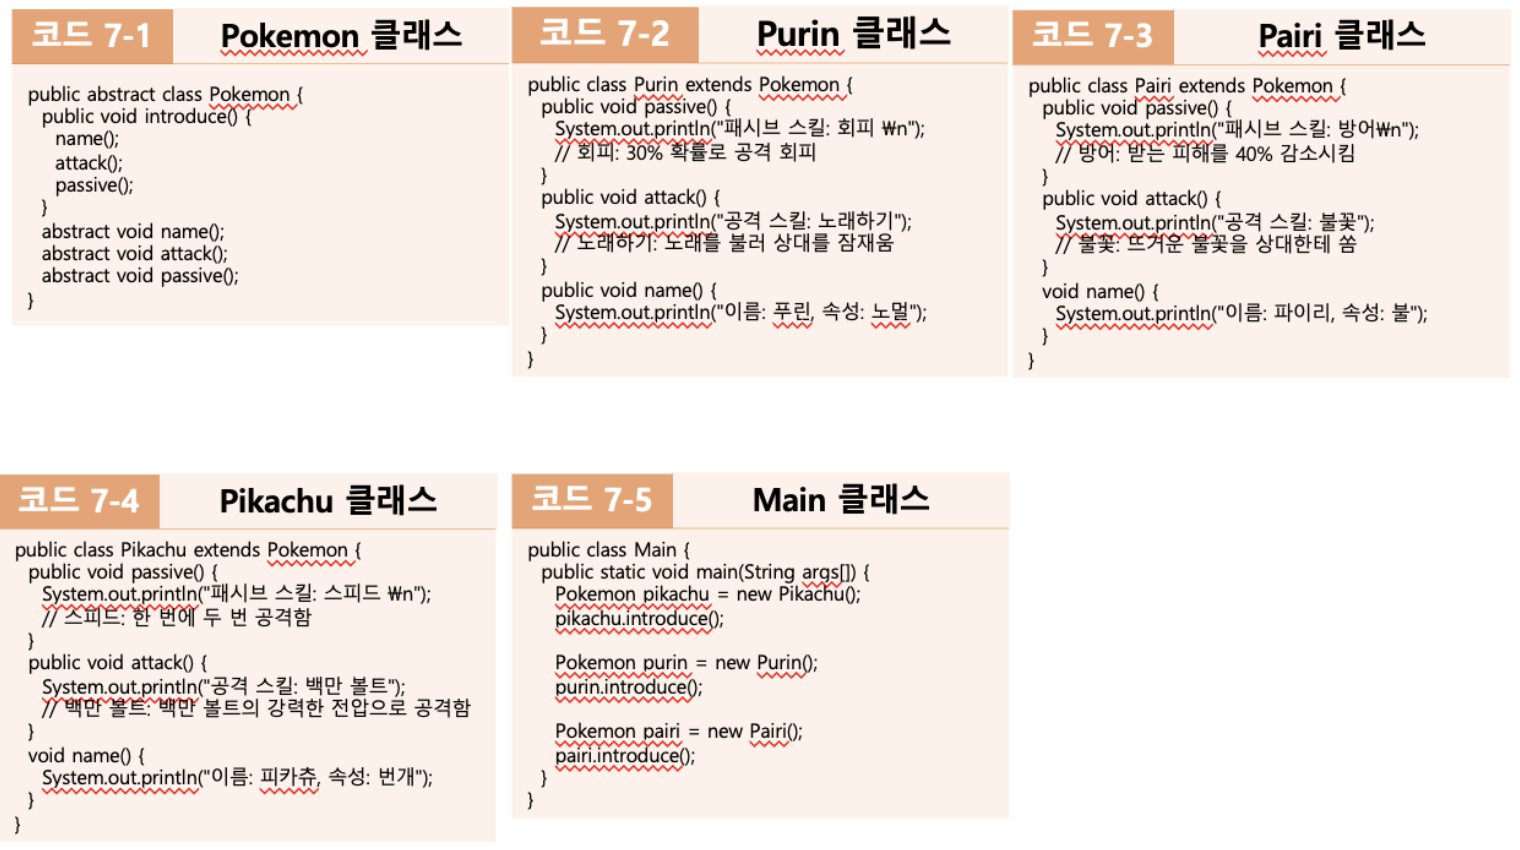 코드 7-1
Pokemon 클래스
public abstract class Pokemon {
public void introduce() {
name();
attack();
passive();
}
abstract void name();
abstract void attack();
abstract void passive();
}
코드 7-2
Purin 클래스
public class Purin extends Pokemon {
public void passive() {
System.out.println("패시브 스킬: 회피 ₩n");
// 회피: 30% 확률로 공격 회피
}
public void attack() {
System.out.println("공격 스킬: 노래하기");
// 노래하기: 노래를 불러 상대를 잠재움
}
public void name() {
System.out.println("이름: 푸린, 속성: 노멀");
}
}
코드 7-3
Pairi 클래스
public class Pairi extends Pokemon {
public void passive() {
System.out.println("패시브 스킬: 방어₩n");
// 방어: 받는 피해를 40% 감소시킴
}
public void attack() {
System.out.println("공격 스킬: 불꽃");
// 불꽃: 뜨거운 불꽃을 상대한테 쏨
}
void name() {
System.out.println("이름: 파이리, 속성: 불");
}
}
코드 7-4
Pikachu 클래스
public class Pikachu extends Pokemon {
public void passive() {
System.out.println("패시브 스킬: 스피드 ₩n");
// 스피드: 한 번에 두 번 공격함
}
public void attack() {
System.out.println("공격 스킬: 백만 볼트");
// 백만 볼트: 백만 볼트의 강력한 전압으로 공격함
}
void name() {
System.out.println("이름: 피카츄, 속성: 번개");
}
}
코드 7-5
Main 클래스
public class Main {
public static void main(String args[]) {
Pokemon pikachu = new Pikachu();
pikachu.introduce();
Pokemon purin = new Purin();
purin.introduce();
Pokemon pairi = new Pairi();
pairi.introduce();
}
}